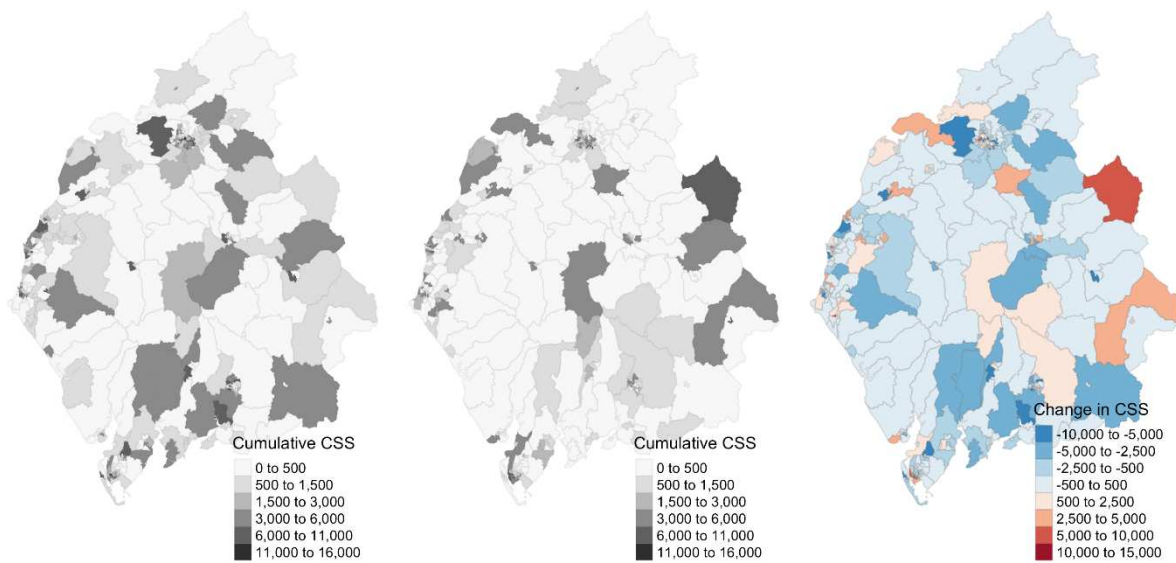 Cumulative CSS
0 to 500
500 to 1,500
1,500 to 3,000
3,000 to 6,000
6,000 to 11,000
11,000 to 16,000
Cumulative CSS
0 to 500
500 to 1,500
1,500 to 3,000
3,000 to 6,000
6,000 to 11,000
11,000 to 16,000
Change in CSS
-10,000 to -5,000
-5,000 to -2,500
-2,500 to -500
-500 to 500
500 to 2,500
2,500 to 5,000
5,000 to 10,000
10,000 to 15,000